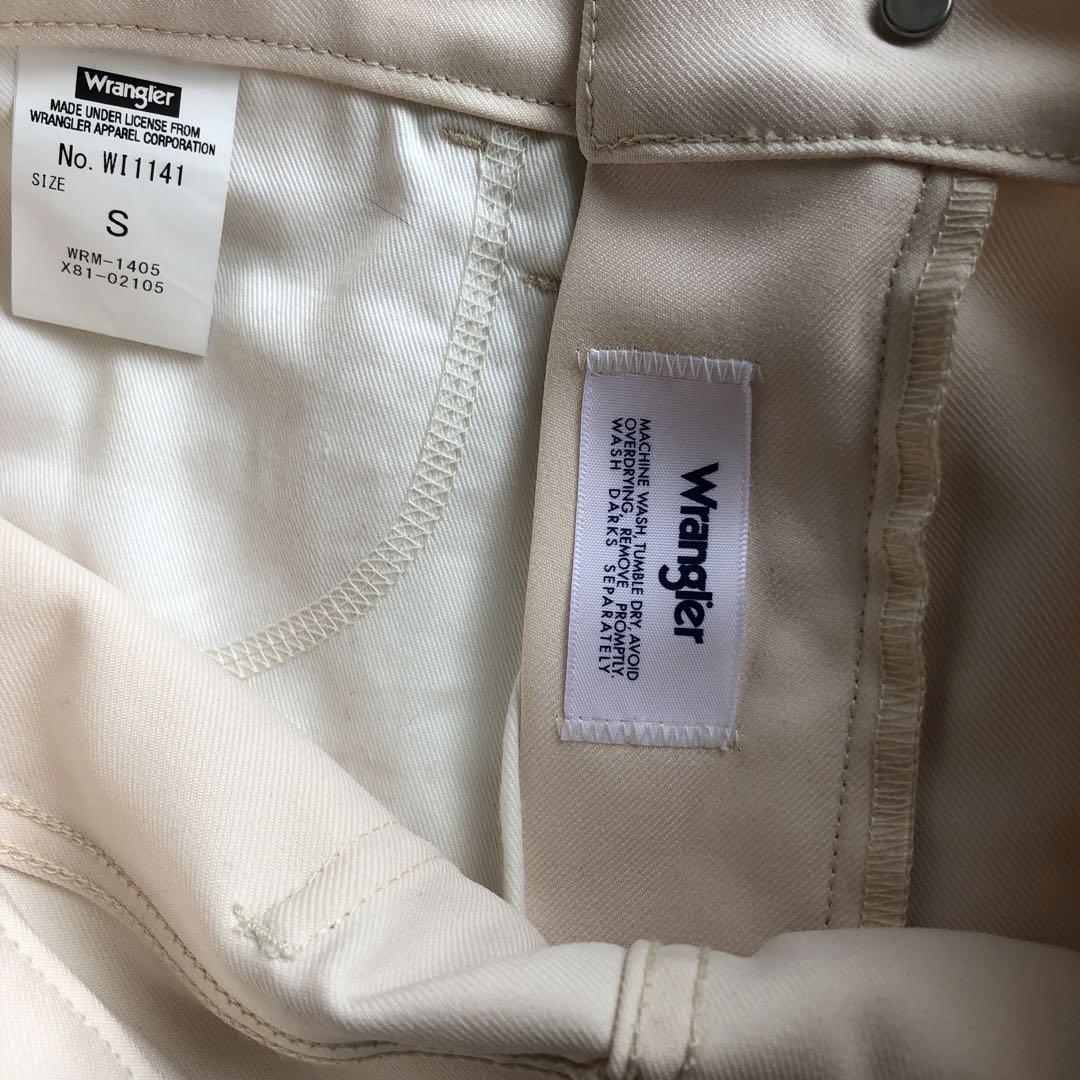 Wrangler
MADE UNDER LICENSE FROM
WRANGLER APPAREL CORPORATION
No. WI1141
SIZE
S
WRM-1405
X81-02105
Wrangler
MACHINE WASH, TUMBLE DRY, AVOID
OVERDRYING, REMOVE PROMPTLY.
WASH DARKS SEPARATELY